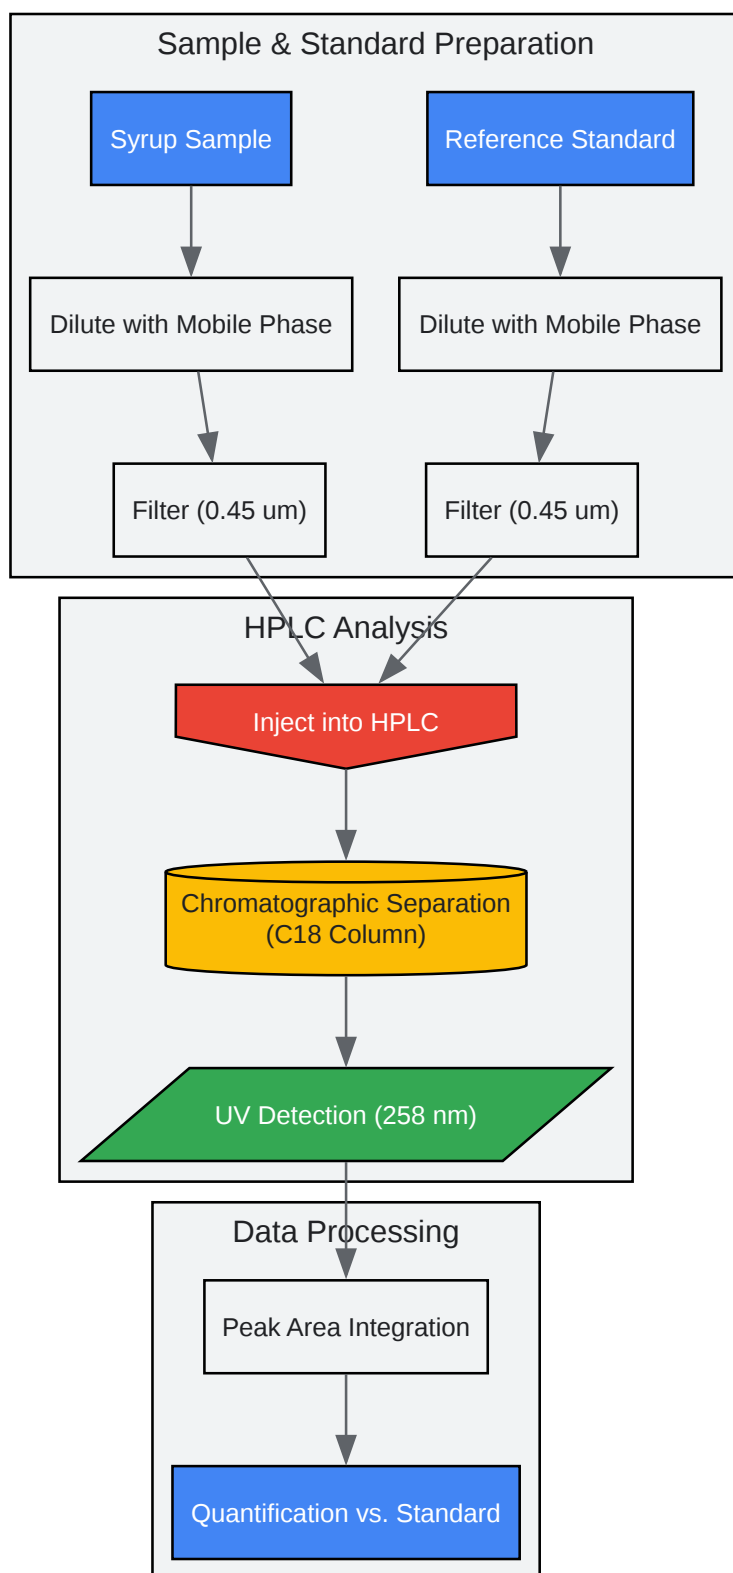 Sample & Standard Preparation
Syrup Sample
Reference Standard
Dilute with Mobile Phase
Dilute with Mobile Phase
Filter (0.45 um)
Filter (0.45 um)
HPLC Analysis
Inject into HPLC
Chromatographic Separation
(C18 Column)
UV Detection (258 nm)
Data Processing
Peak Area Integration
Quantification vs. Standard